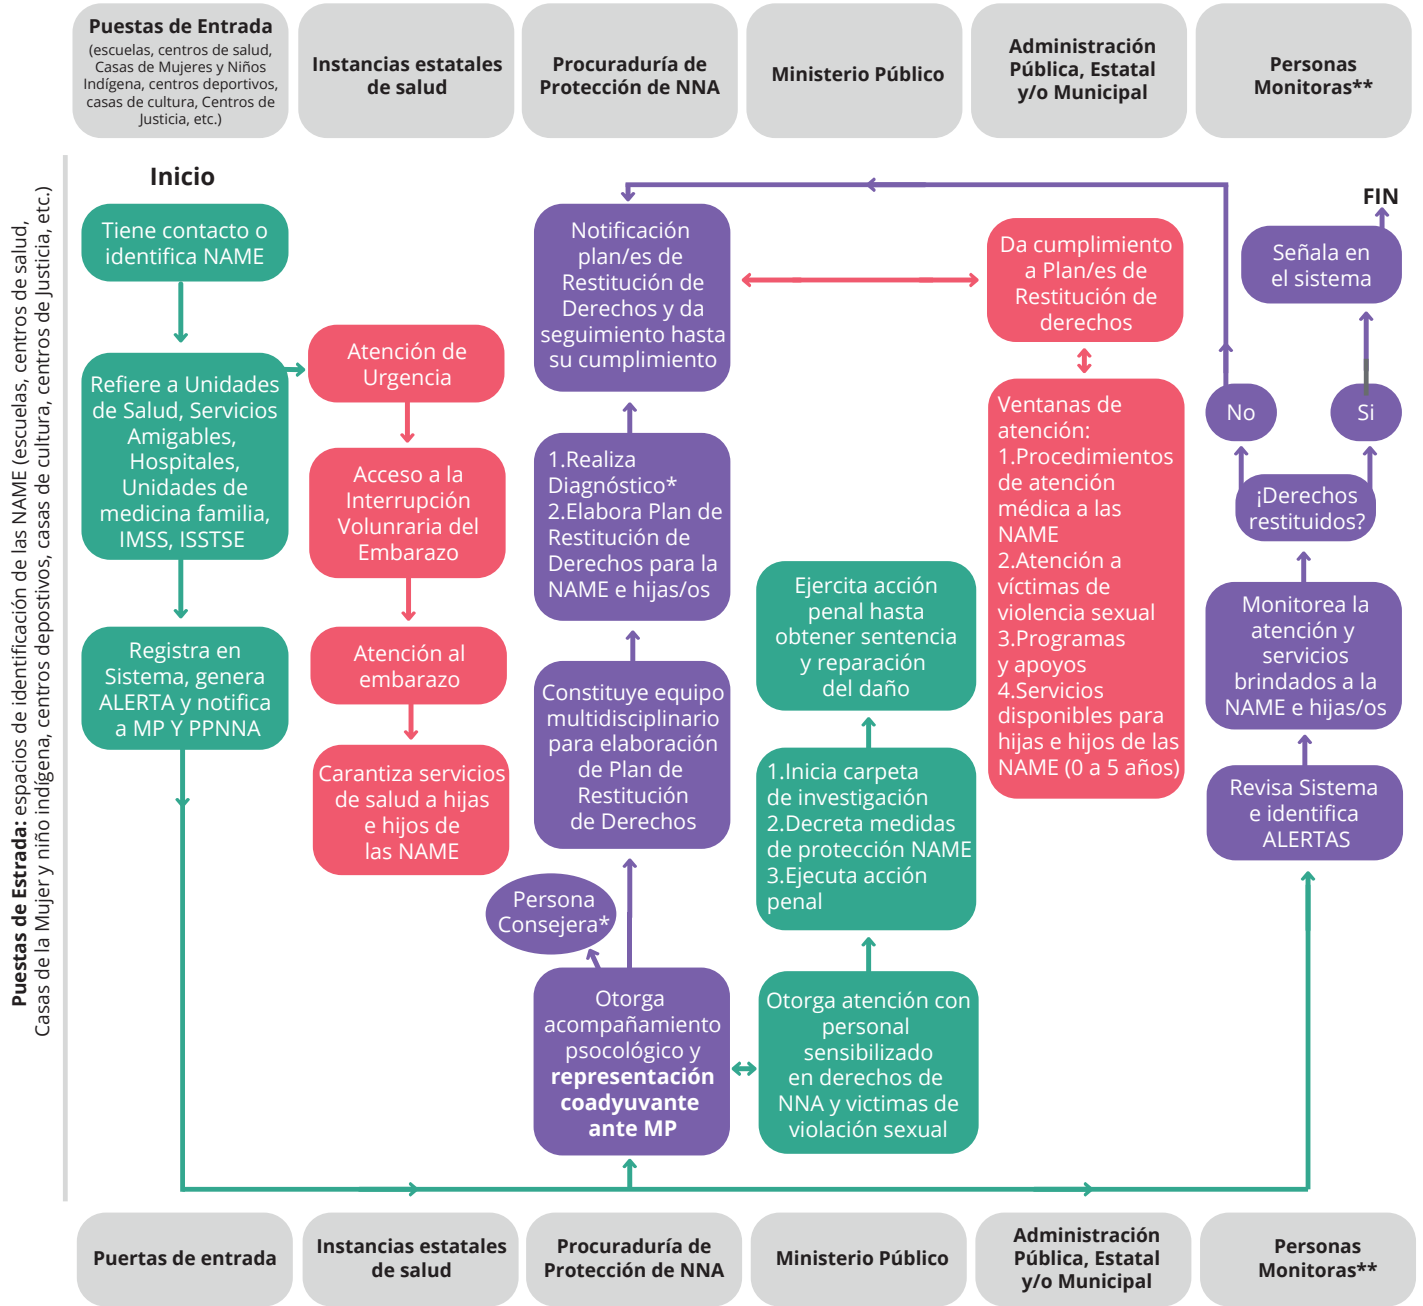 Puestas de Entrada
(escuelas, centros de salud,
Casas de Mujeres y Niños
Indígena, centros deportivos,
casas de cultura, Centros de
Justicia, etc.)
Instancias estatales
de salud
Procuraduría de
Protección de NNA
Ministerio Público
Administración
Pública, Estatal
y/o Municipal
Personas
Monitoras**
Puestas de Estrada: espacios de identificación de las NAME (escuelas, centros de salud,
Casas de la Mujer y niño indígena, centros depostivos, casas de cultura, centros de Justicia, etc.)
Inicio
Tiene contacto o
identifica NAME
Refiere a Unidades
de Salud, Servicios
Amigables,
Hospitales,
Unidades de
medicina familia,
IMSS, ISSTSE
Registra en
Sistema, genera
ALERTA y notifica
a MP Y PPNNA
Atención de
Urgencia
Acceso a la
Interrupción
Volunraria del
Embarazo
Atención al
embarazo
Carantiza servicios
de salud a hijas
e hijos de
las NAME
Notificación
plan/es de
Restitución de
Derechos y da
seguimiento hasta
su cumplimiento
1.Realiza
Diagnóstico*
2.Elabora Plan de
Restitución de
Derechos para la
NAME e hijas/os
Constituye equipo
multidisciplinario
para elaboración
de Plan de
Restitución
de Derechos
Persona
Consejera*
Otorga
acompañamiento
psocológico y
representación
coadyuvante
ante MP
Ejercita acción
penal hasta
obtener sentencia
y reparación
del daño
1.Inicia carpeta
de investigación
2.Decreta medidas
de protección NAME
3.Ejecuta acción
penal
Otorga atención con
personal
sensibilizado
en derechos de
NNA y victimas de
violación sexual
Da cumplimiento
a Plan/es de
Restitución de
derechos
Ventanas de
atención:
1.Procedimientos
de atención
médica a las
NAME
2.Atención a
víctimas de
violencia sexual
3.Programas
y apoyos
4.Servicios
disponibles para
hijas e hijos de las
NAME (0 a 5 años)
FIN
Señala en
el sistema
No
Si
¡Derechos
restituidos?
Monitorea la
atención y
servicios
brindados a la
NAME e hijas/os
Revisa Sistema
e identifica
ALERTAS
Puertas de entrada
Instancias estatales
de salud
Procuraduría de
Protección de NNA
Ministerio Público
Administración
Pública, Estatal
y/o Municipal
Personas
Monitoras**